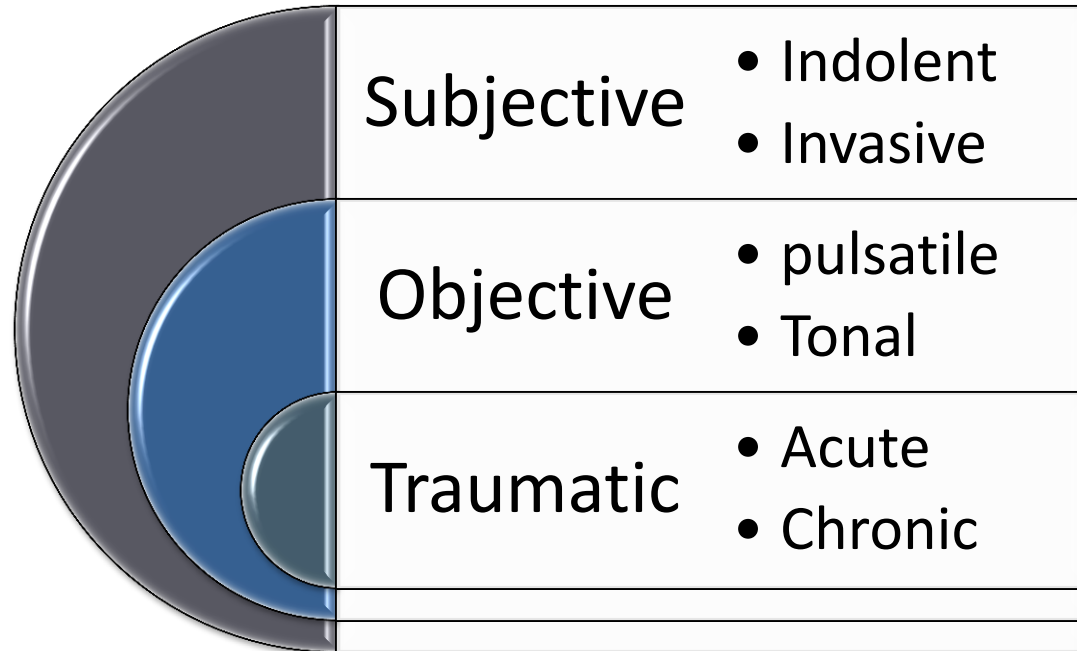 Subjective
• Indolent
• Invasive
Objective
• pulsatile
• Tonal
Traumatic
• Acute
• Chronic